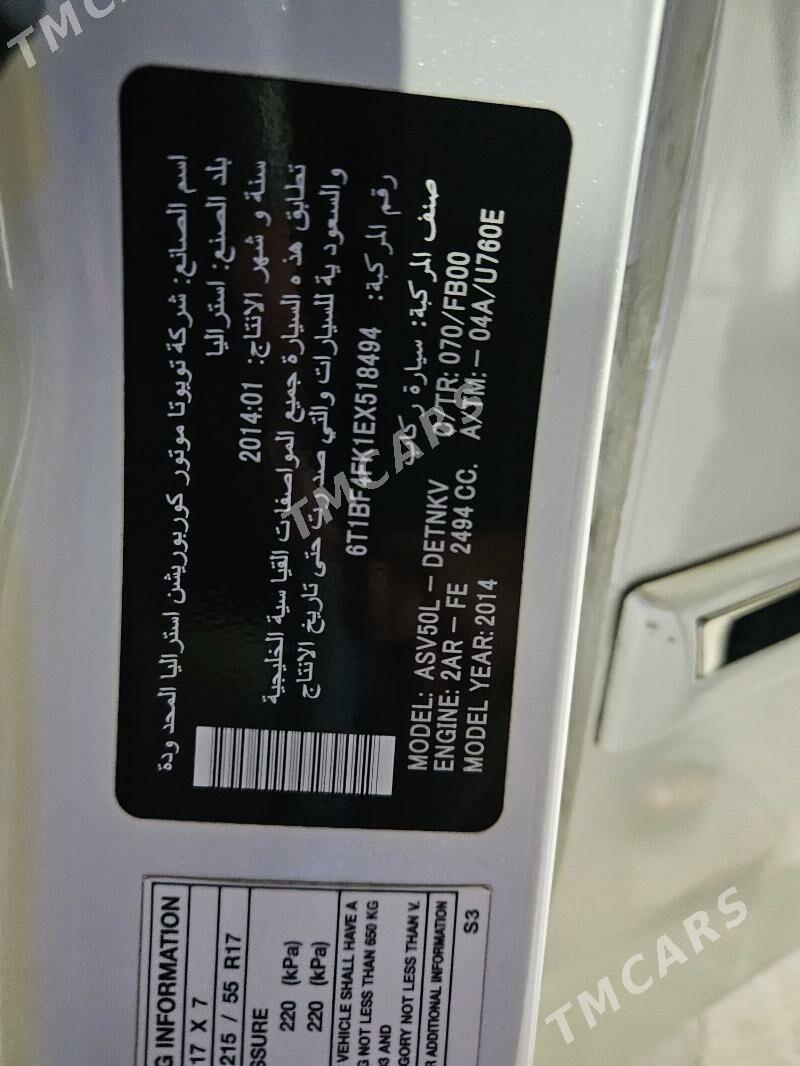 اسم الصانع: شركة تويوتا موتور كوربوريشن استراليا المحدودة
بلد الصنع: استراليا
سنة و شهر الانتاج: 2014:01
تطابق هذه السيارة جميع المواصفات القياسية الخليجية
والسعودية للسيارات والتي صدرت حتى تاريخ الانتاج
رقم المركبة: 6T1BF4FK1EX518494
صنف المركبة: سيارة ركاب
MODEL: ASV50L - DETNKV C/TR: 070/FB00
ENGINE: 2AR - FE 2494 CC. AX/TM: - 04A/U760E
MODEL YEAR: 2014
G INFORMATION
17 X 7
215 / 55 R17
SSURE
220 (kPa)
220 (kPa)
VEHICLE SHALL HAVE A
G NOT LESS THAN 650 KG
3 AND
GORY NOT LESS THAN V.
R ADDITIONAL INFORMATION
S3
TMCARS
TMCARS
TMCARS